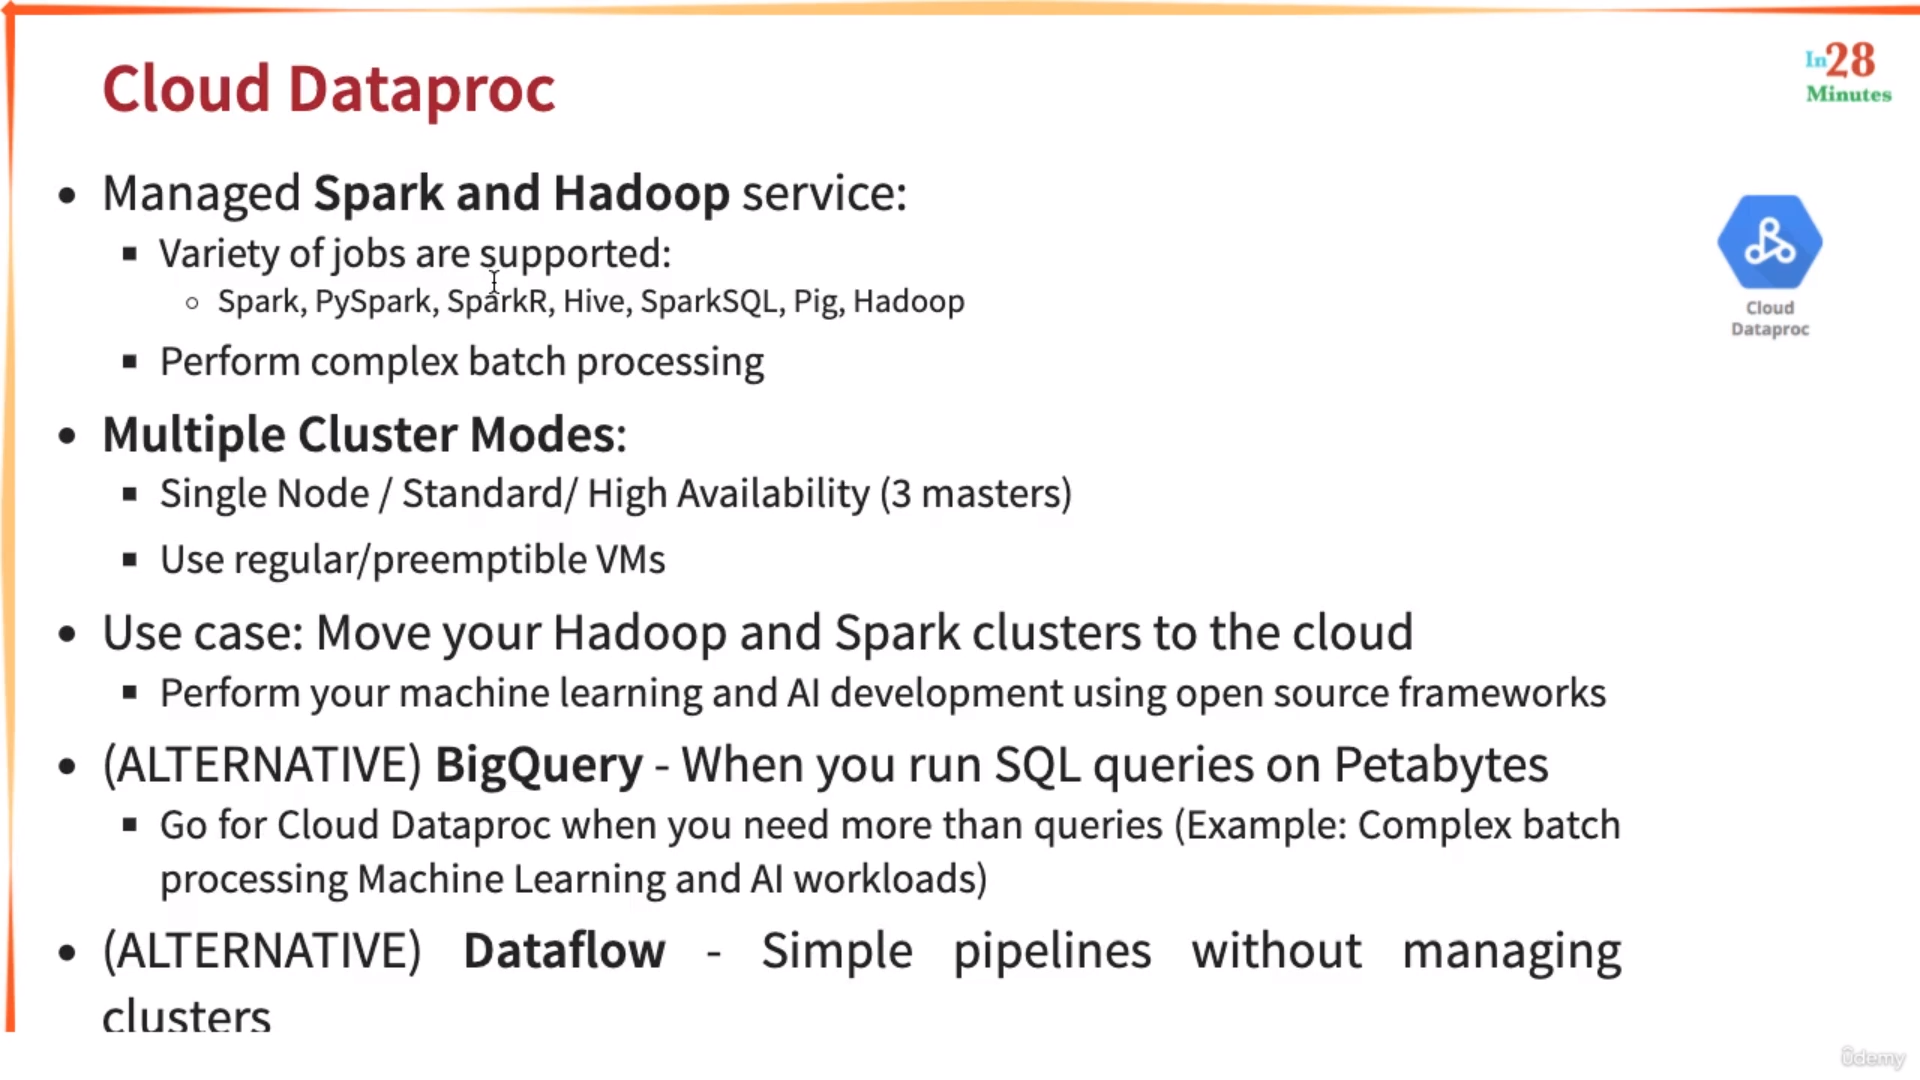 Cloud Dataproc
In28
Minutes
• Managed Spark and Hadoop service:
▪ Variety of jobs are supported:
○ Spark, PySpark, SparkR, Hive, SparkSQL, Pig, Hadoop
▪ Perform complex batch processing
Cloud
Dataproc
• Multiple Cluster Modes:
▪ Single Node / Standard/ High Availability (3 masters)
▪ Use regular/preemptible VMs
• Use case: Move your Hadoop and Spark clusters to the cloud
▪ Perform your machine learning and AI development using open source frameworks
• (ALTERNATIVE) BigQuery - When you run SQL queries on Petabytes
▪ Go for Cloud Dataproc when you need more than queries (Example: Complex batch
processing Machine Learning and AI workloads)
• (ALTERNATIVE) Dataflow - Simple pipelines without managing
clusters
ûdemy